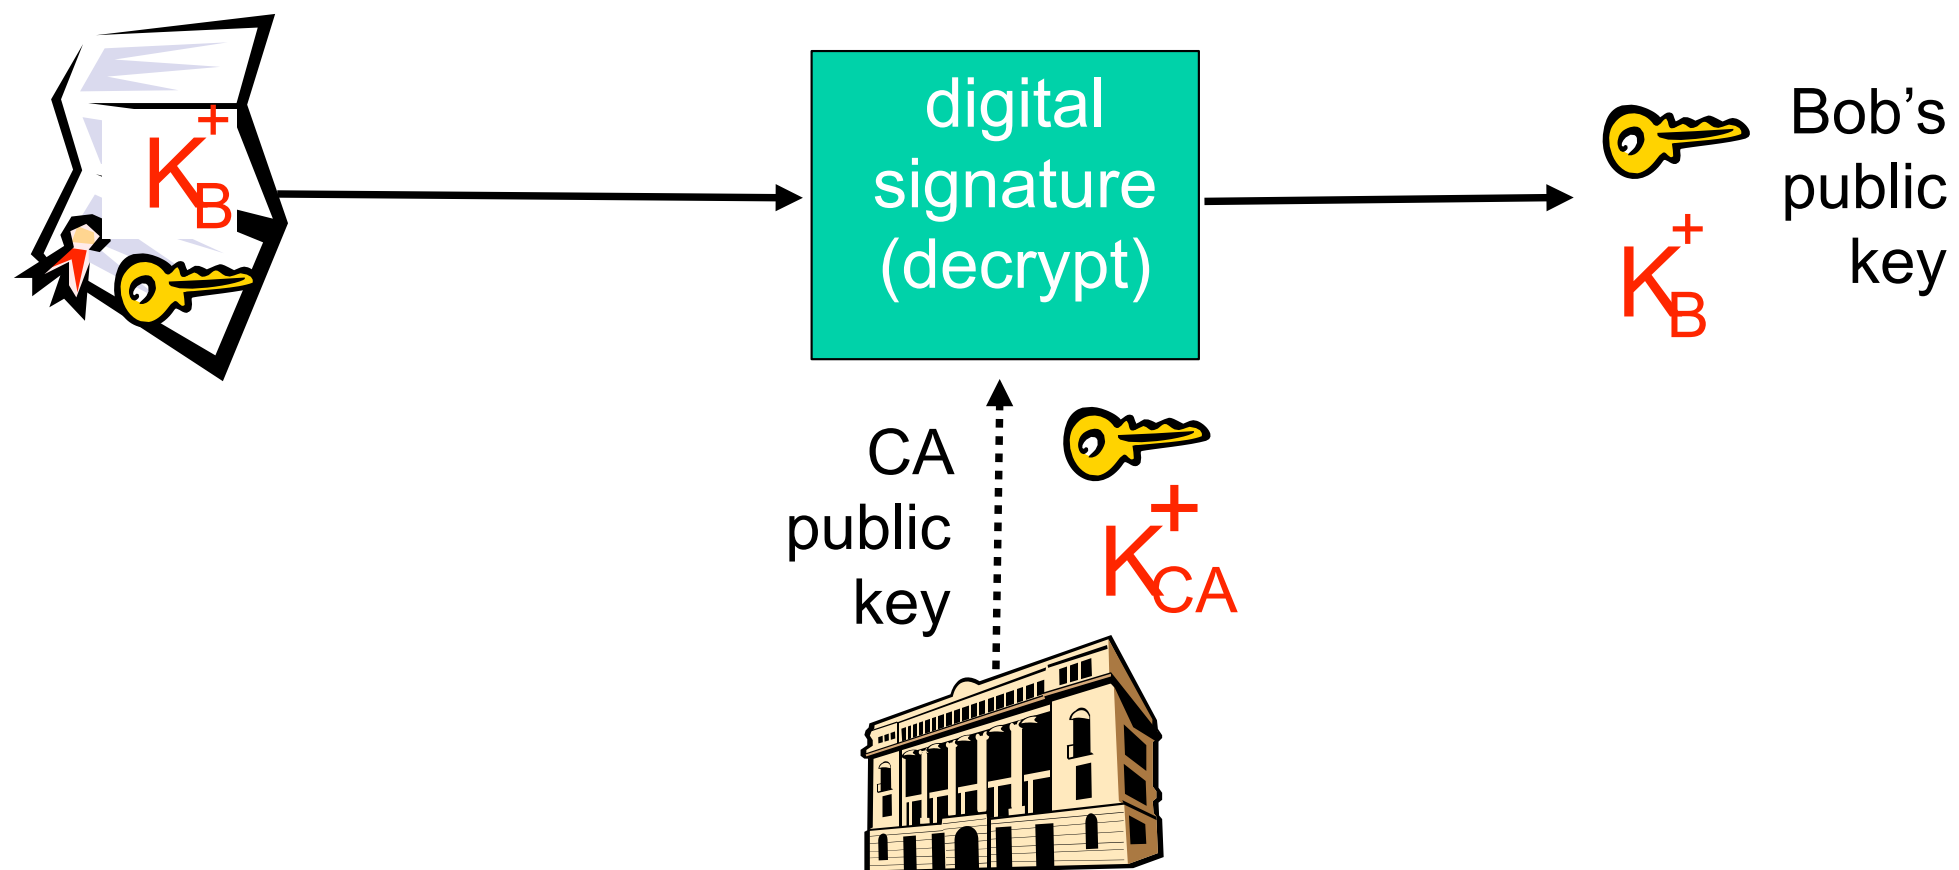 K
+
B
digital
signature
(decrypt)
Bob’s
public
key
K
+
B
CA
public
key
K
+
CA